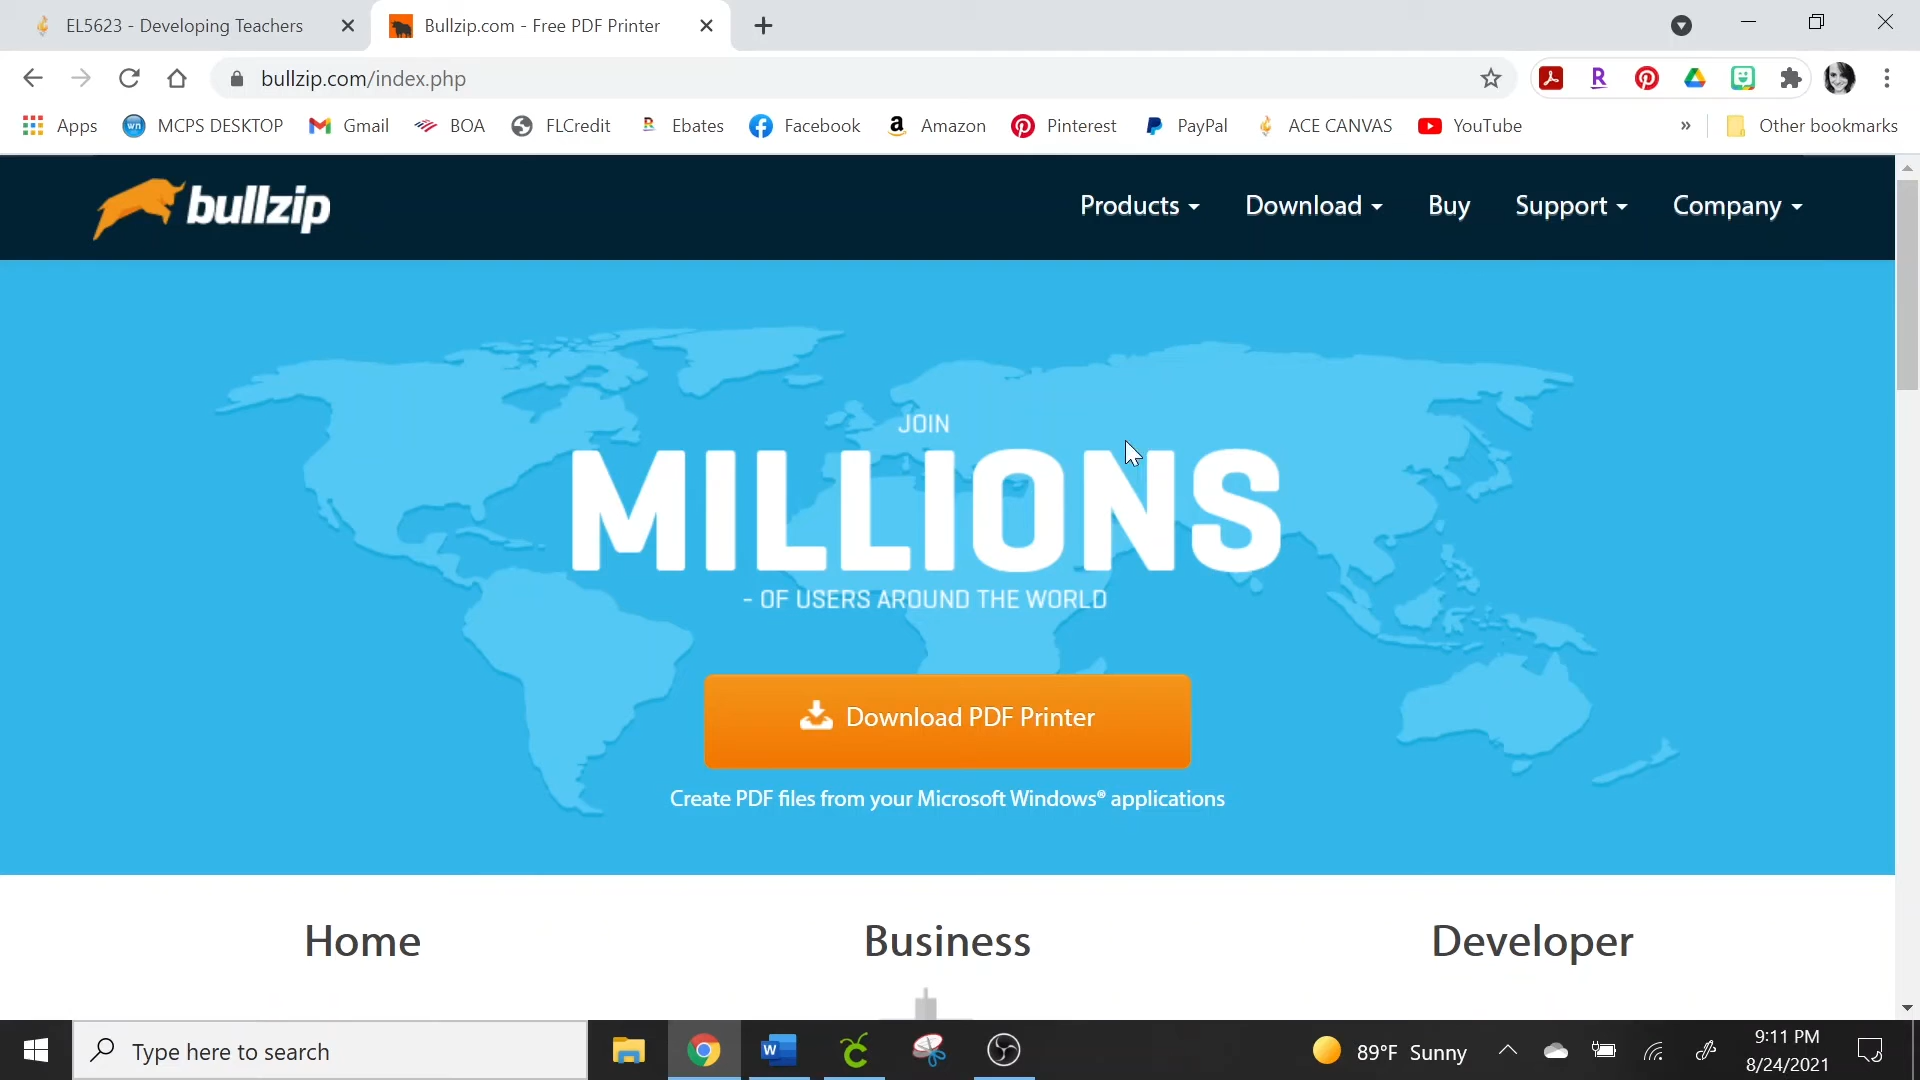 EL5623 - Developing Teachers
Bullzip.com - Free PDF Printer
bullzip.com/index.php
Apps
wn MCPS DESKTOP
Gmail
BOA
FLCredit
Ebates
Facebook
Amazon
Pinterest
PayPal
ACE CANVAS
YouTube
»
Other bookmarks
bullzip
Products
Download
Buy
Support
Company
JOIN
MILLIONS
- OF USERS AROUND THE WORLD
Download PDF Printer
Create PDF files from your Microsoft Windows® applications
Home
Business
Developer
Type here to search
89°F Sunny
9:11 PM
8/24/2021